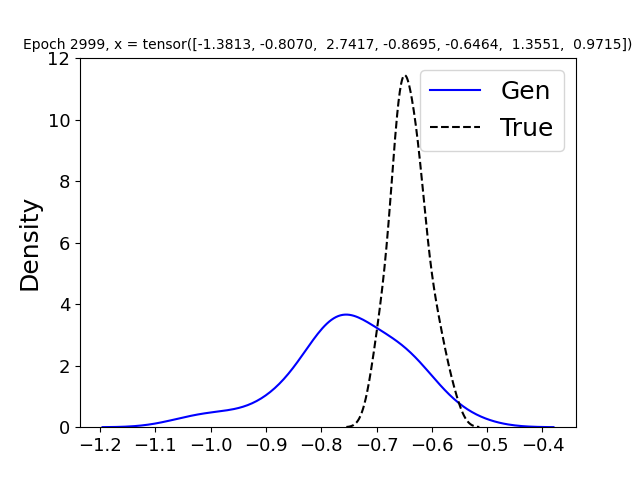 Epoch 2999, x = tensor([-1.3813, -0.8070,  2.7417, -0.8695, -0.6464,  1.3551,  0.9715])
12
10
8
6
4
2
0
Density
Gen
True
−1.2 −1.1 −1.0 −0.9 −0.8 −0.7 −0.6 −0.5 −0.4